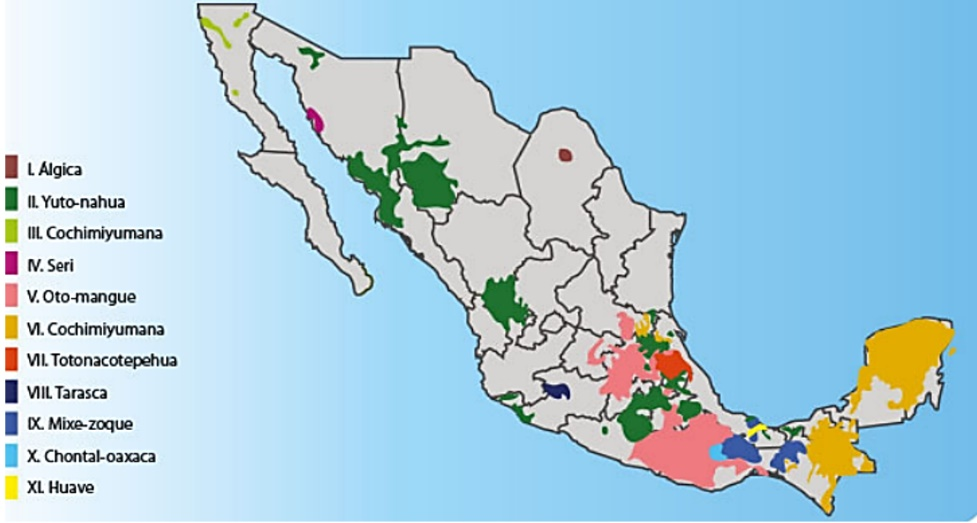 I. Álgica
II. Yuto-nahua
III. Cochimiyumana
IV. Seri
V. Oto-mangue
VI. Cochimiyumana
VII. Totonacotepehua
VIII. Tarasca
IX. Mixe-zoque
X. Chontal-oaxaca
XI. Huave